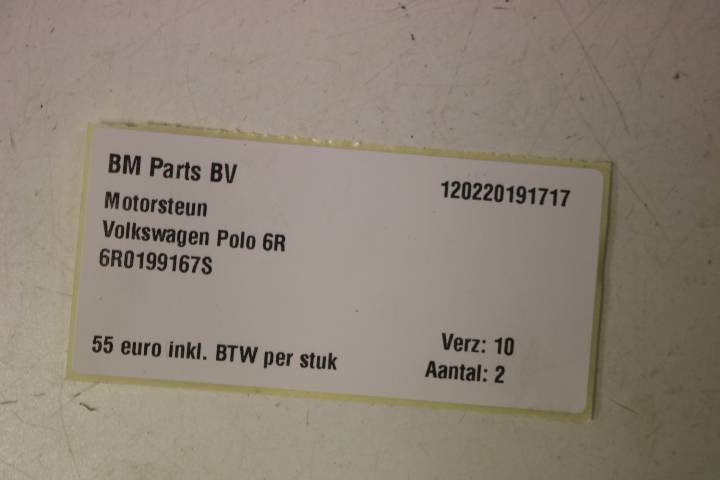 BM Parts BV
120220191717
Motorsteun
Volkswagen Polo 6R
6R0199167S
55 euro inkl. BTW per stuk
Verz: 10
Aantal: 2